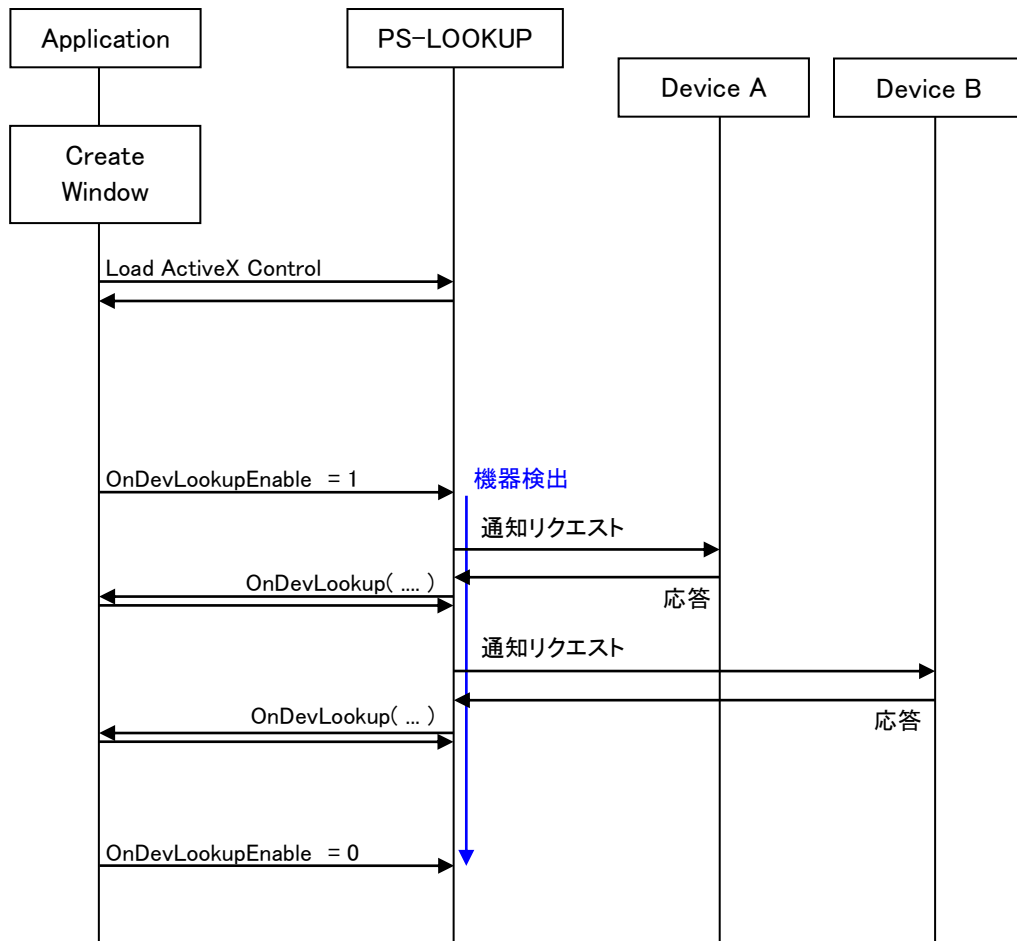 Application
PS-LOOKUP
Device A
Device B
Create
Window
Load ActiveX Control
OnDevLookupEnable = 1
機器検出
通知リクエスト
OnDevLookup( .... )
応答
通知リクエスト
OnDevLookup( ... )
応答
OnDevLookupEnable = 0